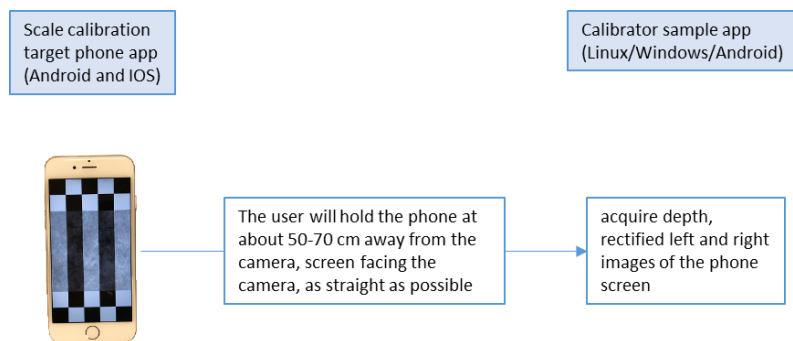 Scale calibration
target phone app
(Android and IOS)
Calibrator sample app
(Linux/Windows/Android)
The user will hold the phone at
about 50-70 cm away from the
camera, screen facing the
camera, as straight as possible
acquire depth,
rectified left and right
images of the phone
screen